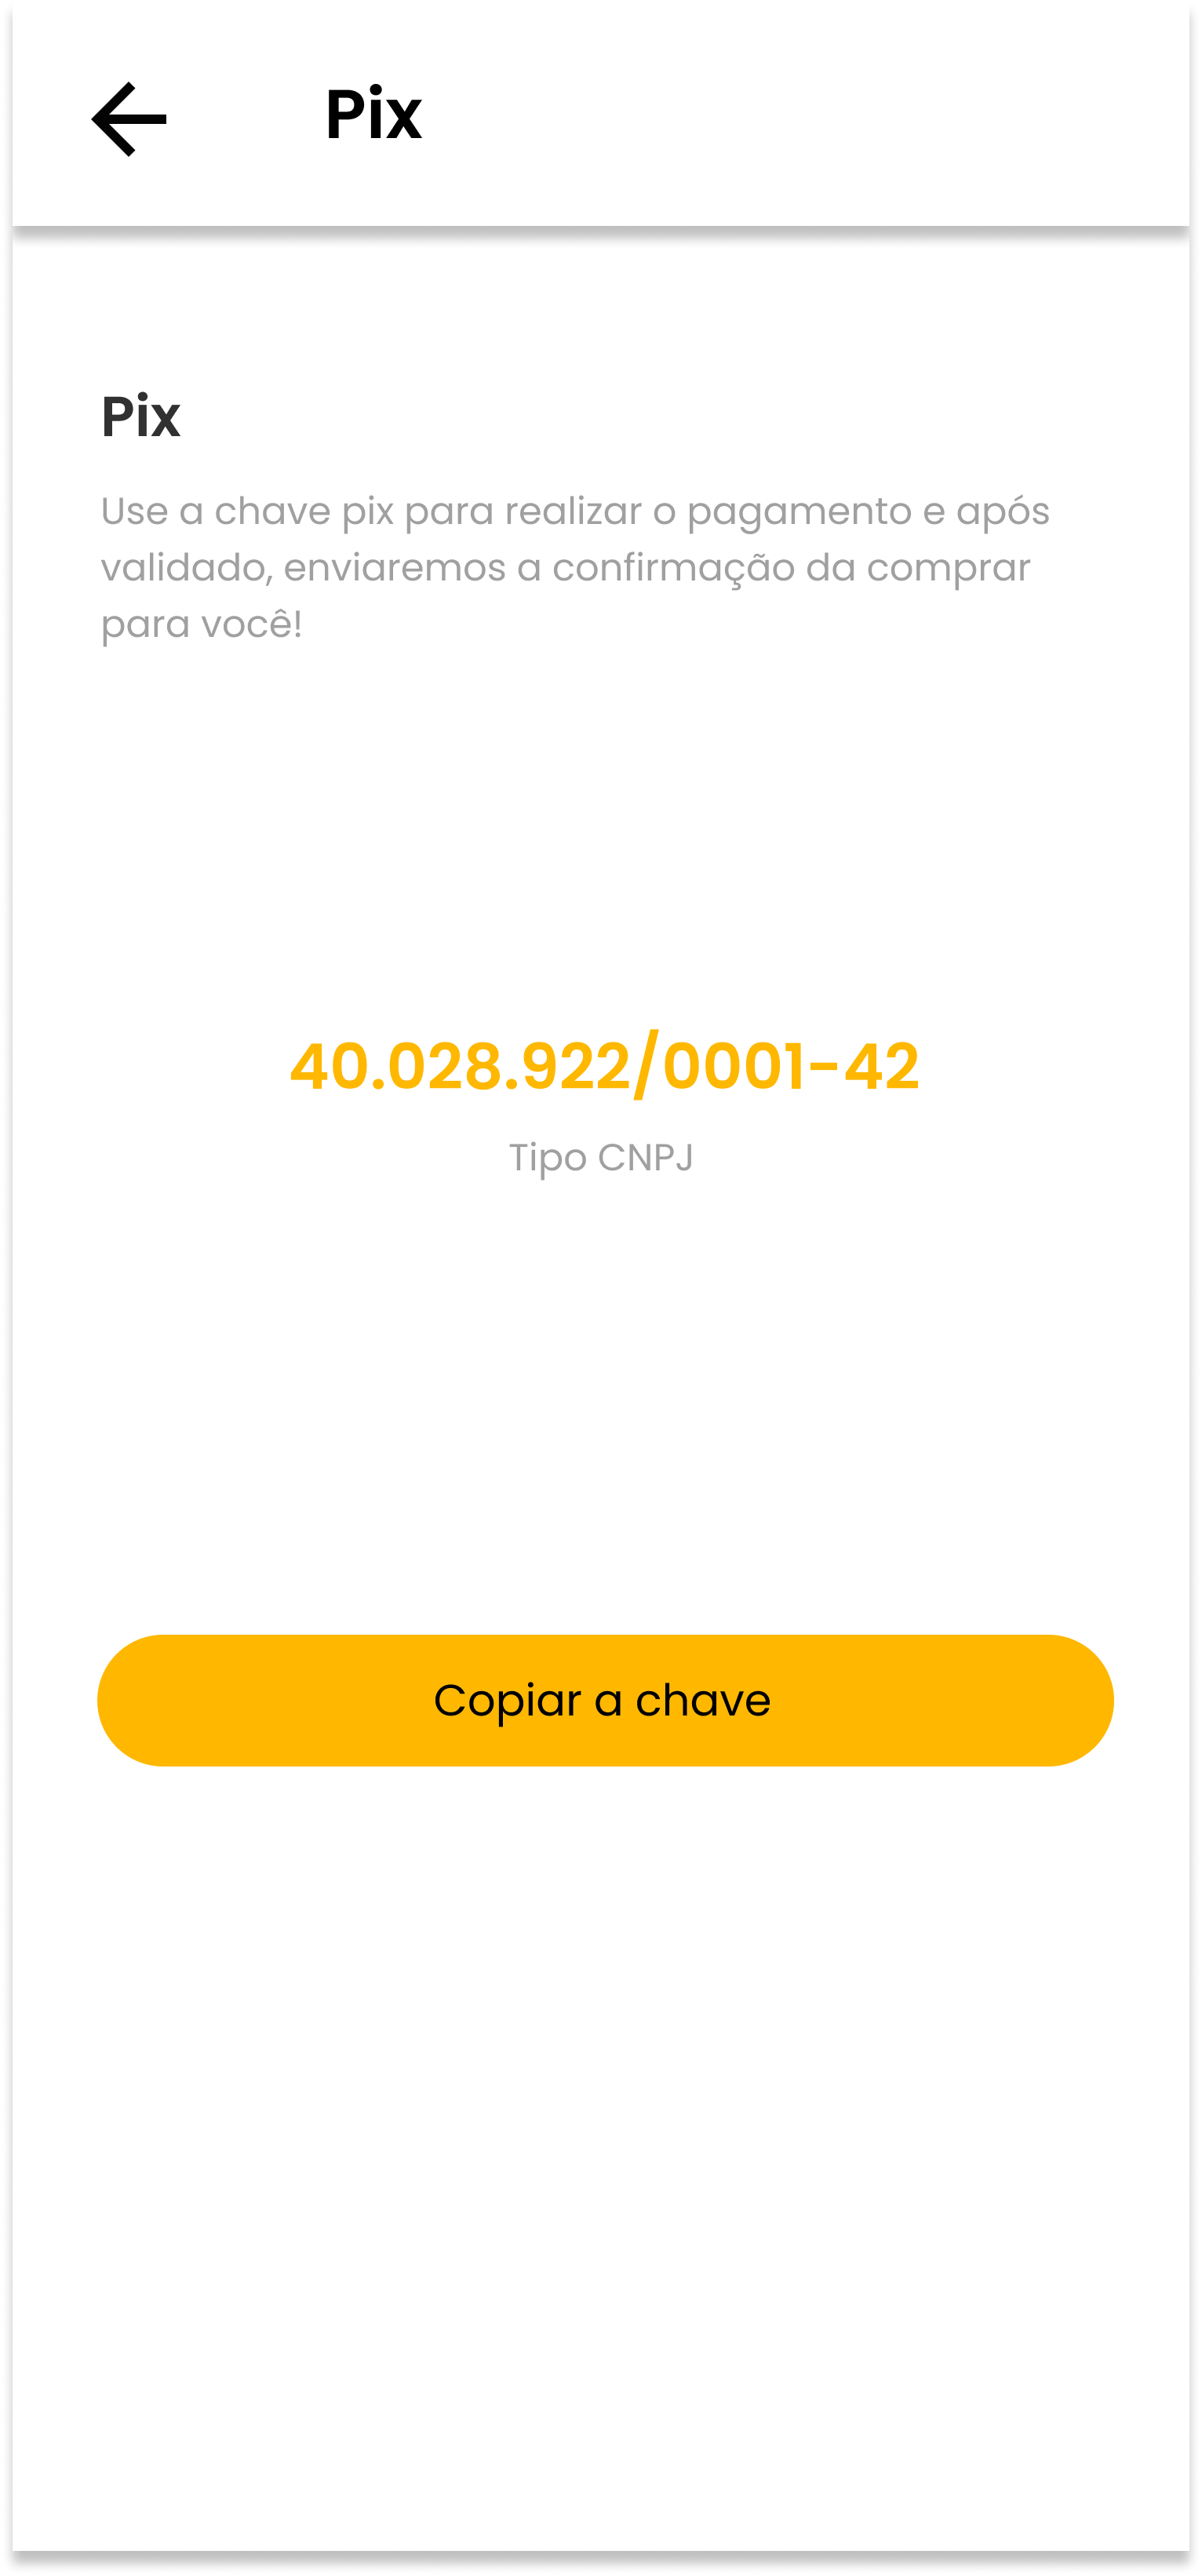 Pix
Pix
Use a chave pix para realizar o pagamento e após
validado, enviaremos a confirmação da comprar
para você!
40.028.922/0001-42
Tipo CNPJ
Copiar a chave